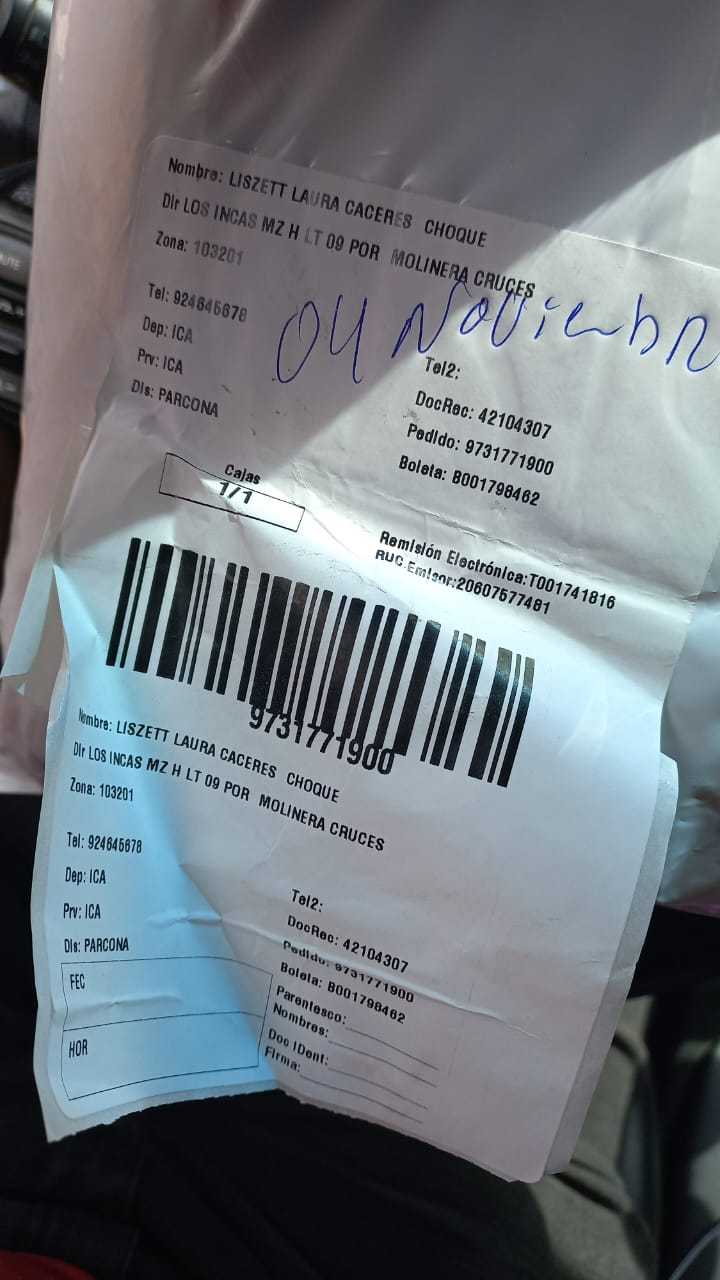 Nombre: LISZETT LAURA CACERES CHOQUE
Dir LOS INCAS MZ H LT 09 POR MOLINERA CRUCES
Zona: 103201
04 Noviembr
Tel: 924645678
Dep: ICA
Prv: ICA
Dis: PARCONA
Tel2:
DocRec: 42104307
Pedido: 9731771900
Boleta: B001798462
Cajas
1/1
Remisión Electrónica:T001741816
RUC.Emisor:20607577481
9731771900
Nombre: LISZETT LAURA CACERES CHOQUE
Dir LOS INCAS MZ H LT 09 POR MOLINERA CRUCES
Zona: 103201
Tel: 924645678
Dep: ICA
Prv: ICA
Dis: PARCONA
Tel2:
DocRec: 42104307
Pedido: 9731771900
Boleta: B001798462
FEC
HOR
Parentesco:
Nombres:
Doc IDent:
Firma: